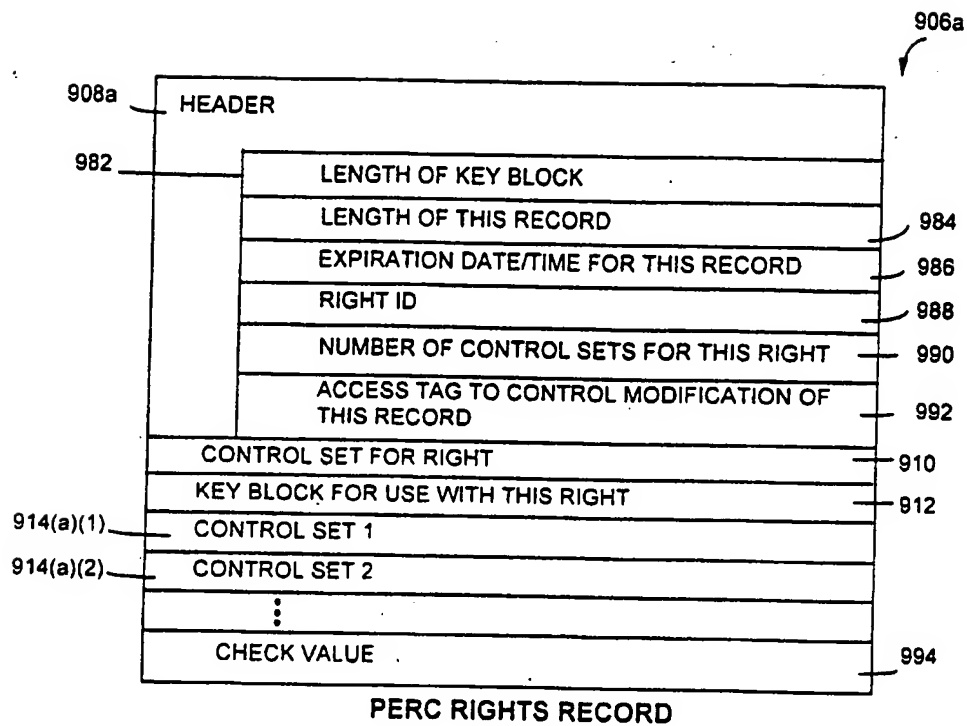 906a
908a HEADER
982 LENGTH OF KEY BLOCK
LENGTH OF THIS RECORD 984
EXPIRATION DATE/TIME FOR THIS RECORD 986
RIGHT ID 988
NUMBER OF CONTROL SETS FOR THIS RIGHT 990
ACCESS TAG TO CONTROL MODIFICATION OF
THIS RECORD 992
CONTROL SET FOR RIGHT 910
KEY BLOCK FOR USE WITH THIS RIGHT 912
914(a)(1) CONTROL SET 1
914(a)(2) CONTROL SET 2
CHECK VALUE 994
PERC RIGHTS RECORD